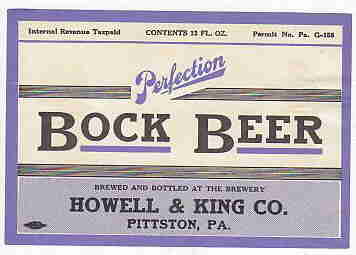 Internal Revenue Taxpaid CONTENTS 12 FL. OZ. Permit No. Pa. G-168
Perfection
BOCK BEER
BREWED AND BOTTLED AT THE BREWERY
HOWELL & KING CO.
PITTSTON, PA.